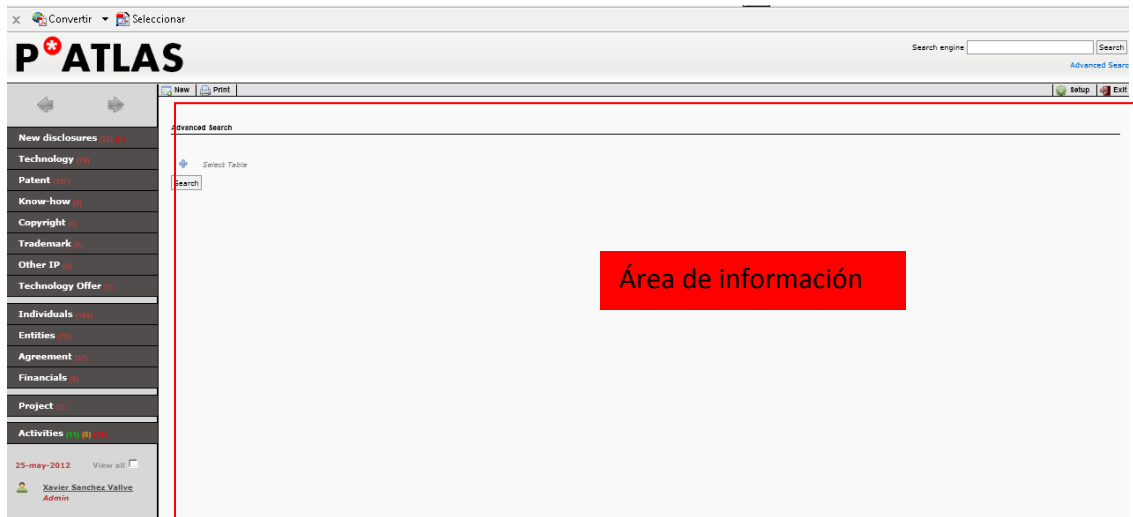 x Convertir Seleccionar
P*ATLAS
Search engine Search
Advanced Searc
New Print Setup Exit
Advanced Search
Select Table
Search
Área de información
New disclosures
Technology
Patent
Know-how
Copyright
Trademark
Other IP
Technology Offer
Individuals
Entities
Agreement
Financials
Project
Activities (11) (0)
25-may-2012 View all
Xavier Sanchez Vallve
Admin